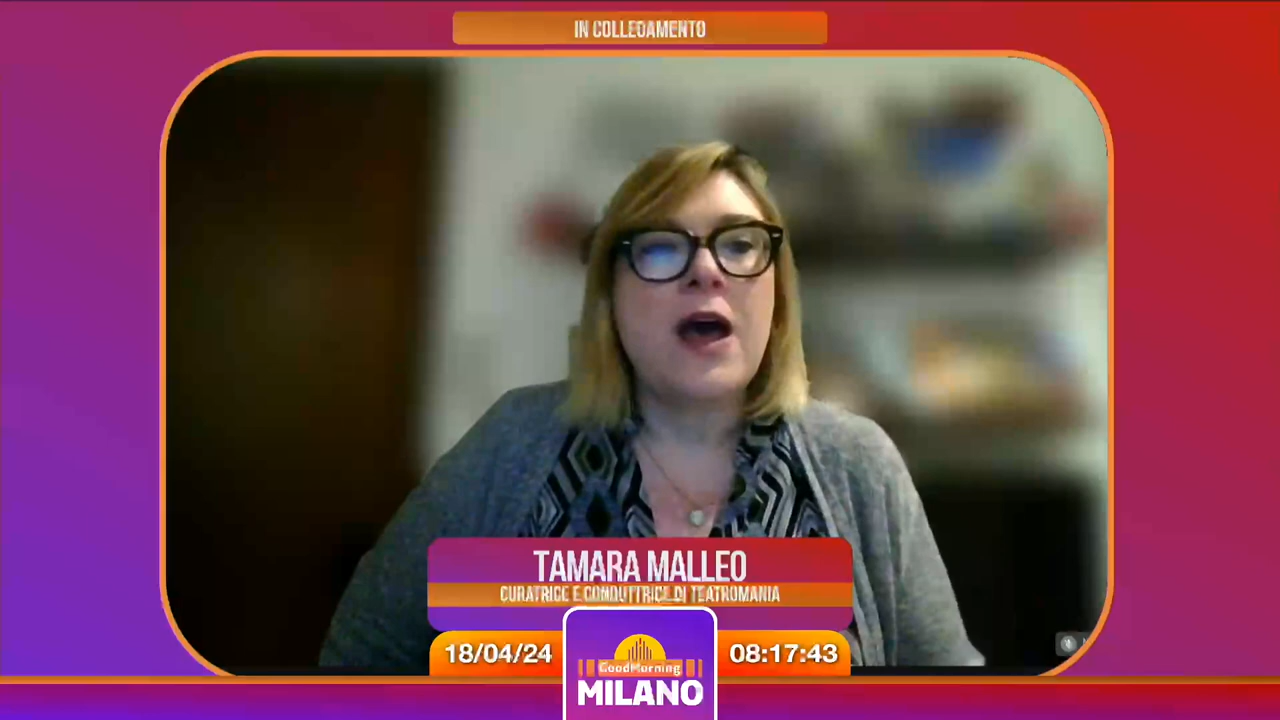 IN COLLEGAMENTO
TAMARA MALLEO
CURATRICE E CONDUTTRICE DI TEATROMANIA
18/04/24
08:17:43
GoodMorning
MILANO